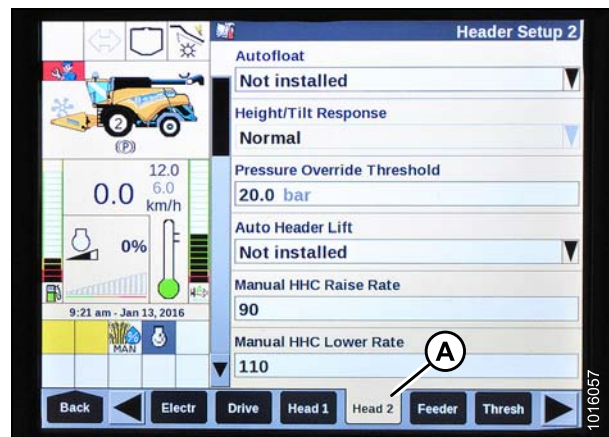 Header Setup 2
Autofloat
Not installed
Height/Tilt Response
Normal
Pressure Override Threshold
20.0 bar
Auto Header Lift
Not installed
Manual HHC Raise Rate
90
Manual HHC Lower Rate
110
2
(P)
12.0
0.0 6.0
km/h
0%
F
9:21 am - Jan 13, 2016
MAN
A
Back Electr Drive Head 1 Head 2 Feeder Thresh
1016057